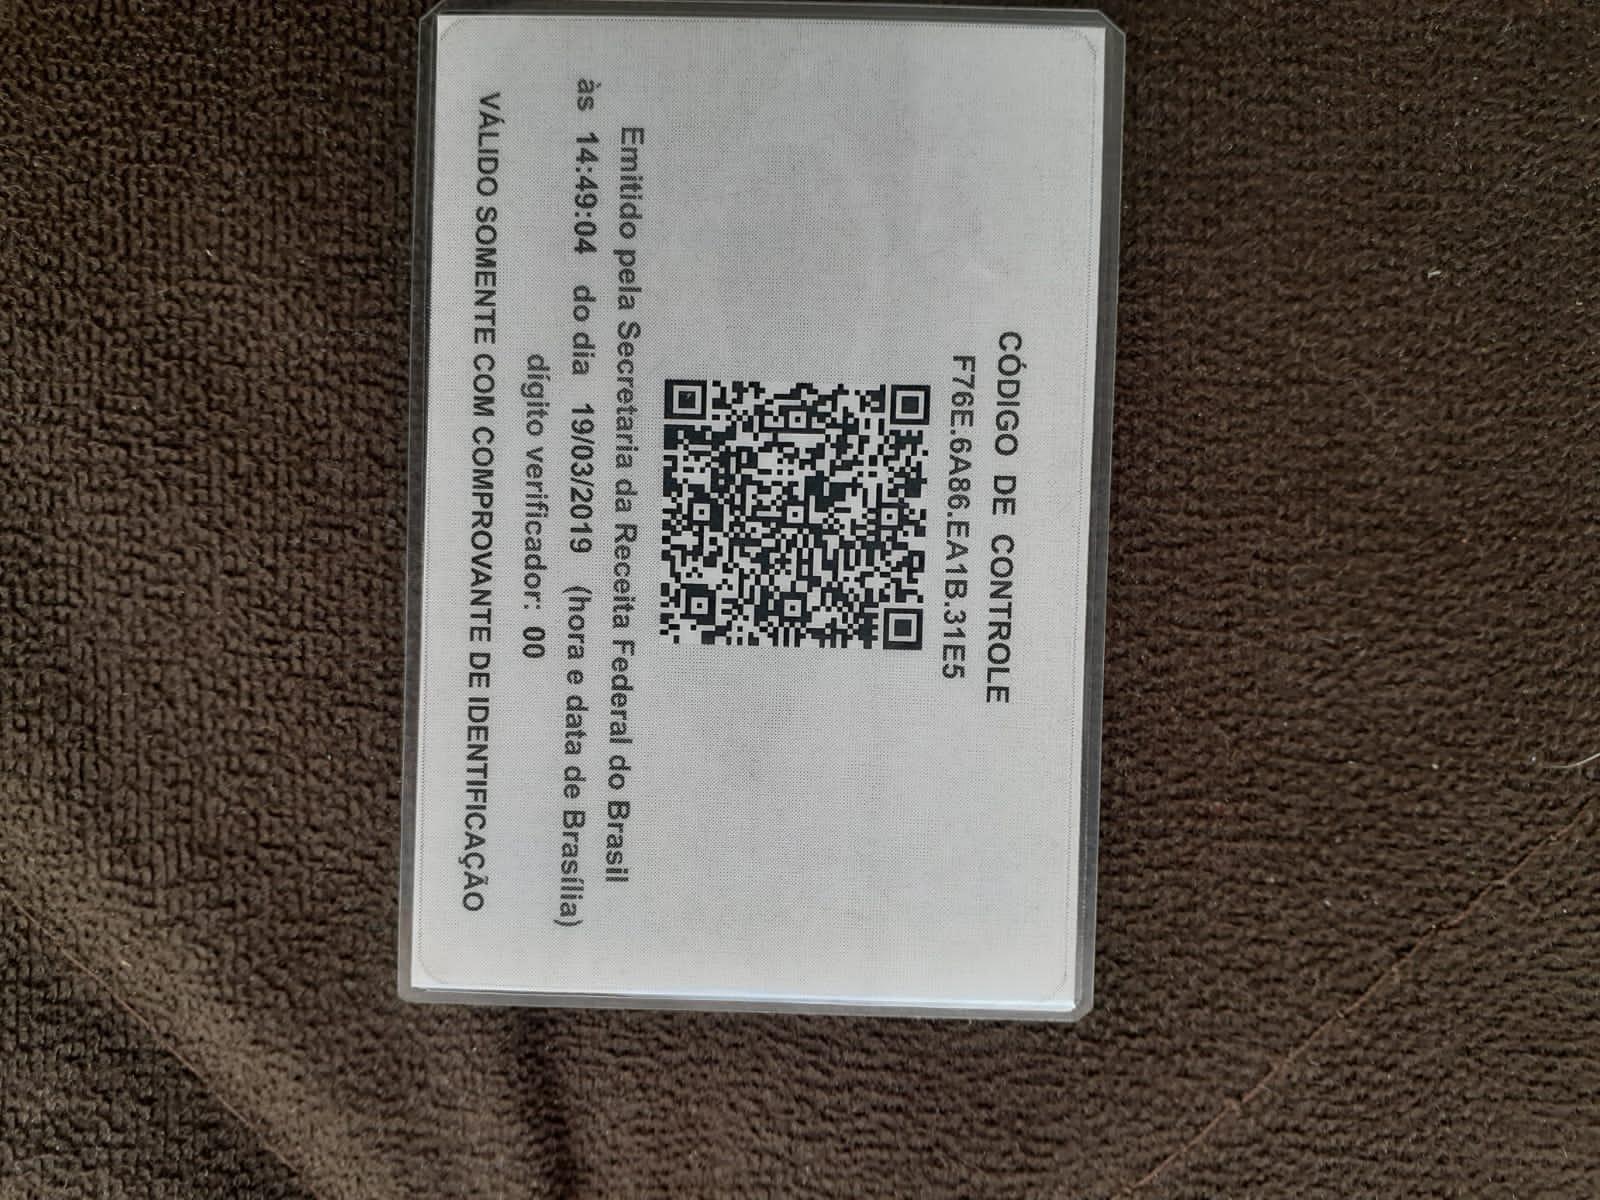 CÓDIGO DE CONTROLE
F76E.6A86.EA1B.31E5
Emitido pela Secretaria da Receita Federal do Brasil
às 14:49:04 do dia 19/03/2019 (hora e data de Brasília)
dígito verificador: 00
VÁLIDO SOMENTE COM COMPROVANTE DE IDENTIFICAÇÃO